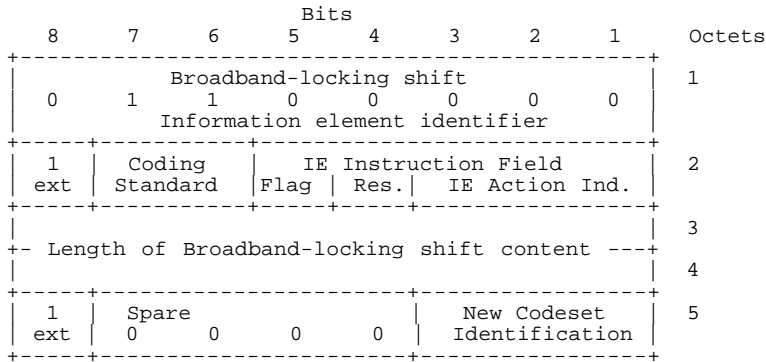 Bits
8 7 6 5 4 3 2 1 Octets
+-----------------------------------------------+
| Broadband-locking shift | 1
| 0 1 1 0 0 0 0 0 |
| Information element identifier |
+-----+-----------+-----------------------------+
| 1 | Coding | IE Instruction Field | 2
| ext | Standard |Flag | Res.| IE Action Ind. |
+-----+-----------+-----+-----+-----------------+
| | 3
+- Length of Broadband-locking shift content ---+
| | 4
+-----+-----------------------+-----------------+
| 1 | Spare | New Codeset | 5
| ext | 0 0 0 0 | Identification |
+-----+-----------------------+-----------------+